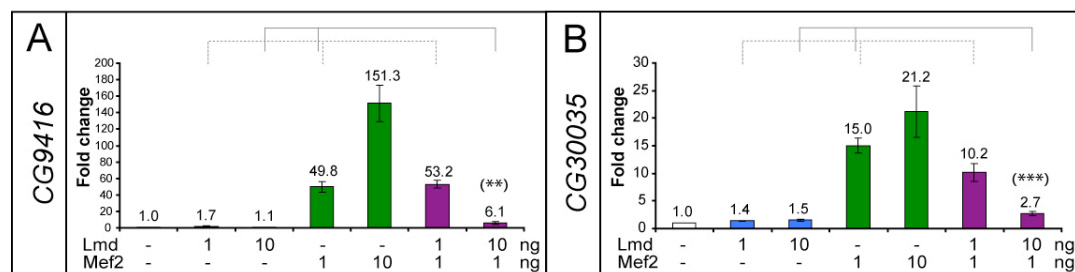 A
CG9416
Fold change
200
180
160
140
120
100
80
60
40
20
0
1.0 1.7 1.1 49.8 151.3 53.2 (**) 6.1
Lmd - 1 10 - - 1 10 ng
Mef2 - - - 1 10 1 1 ng
B
CG30035
Fold change
30
25
20
15
10
5
0
1.0 1.4 1.5 15.0 21.2 10.2 (***) 2.7
Lmd - 1 10 - - 1 10 ng
Mef2 - - - 1 10 1 1 ng